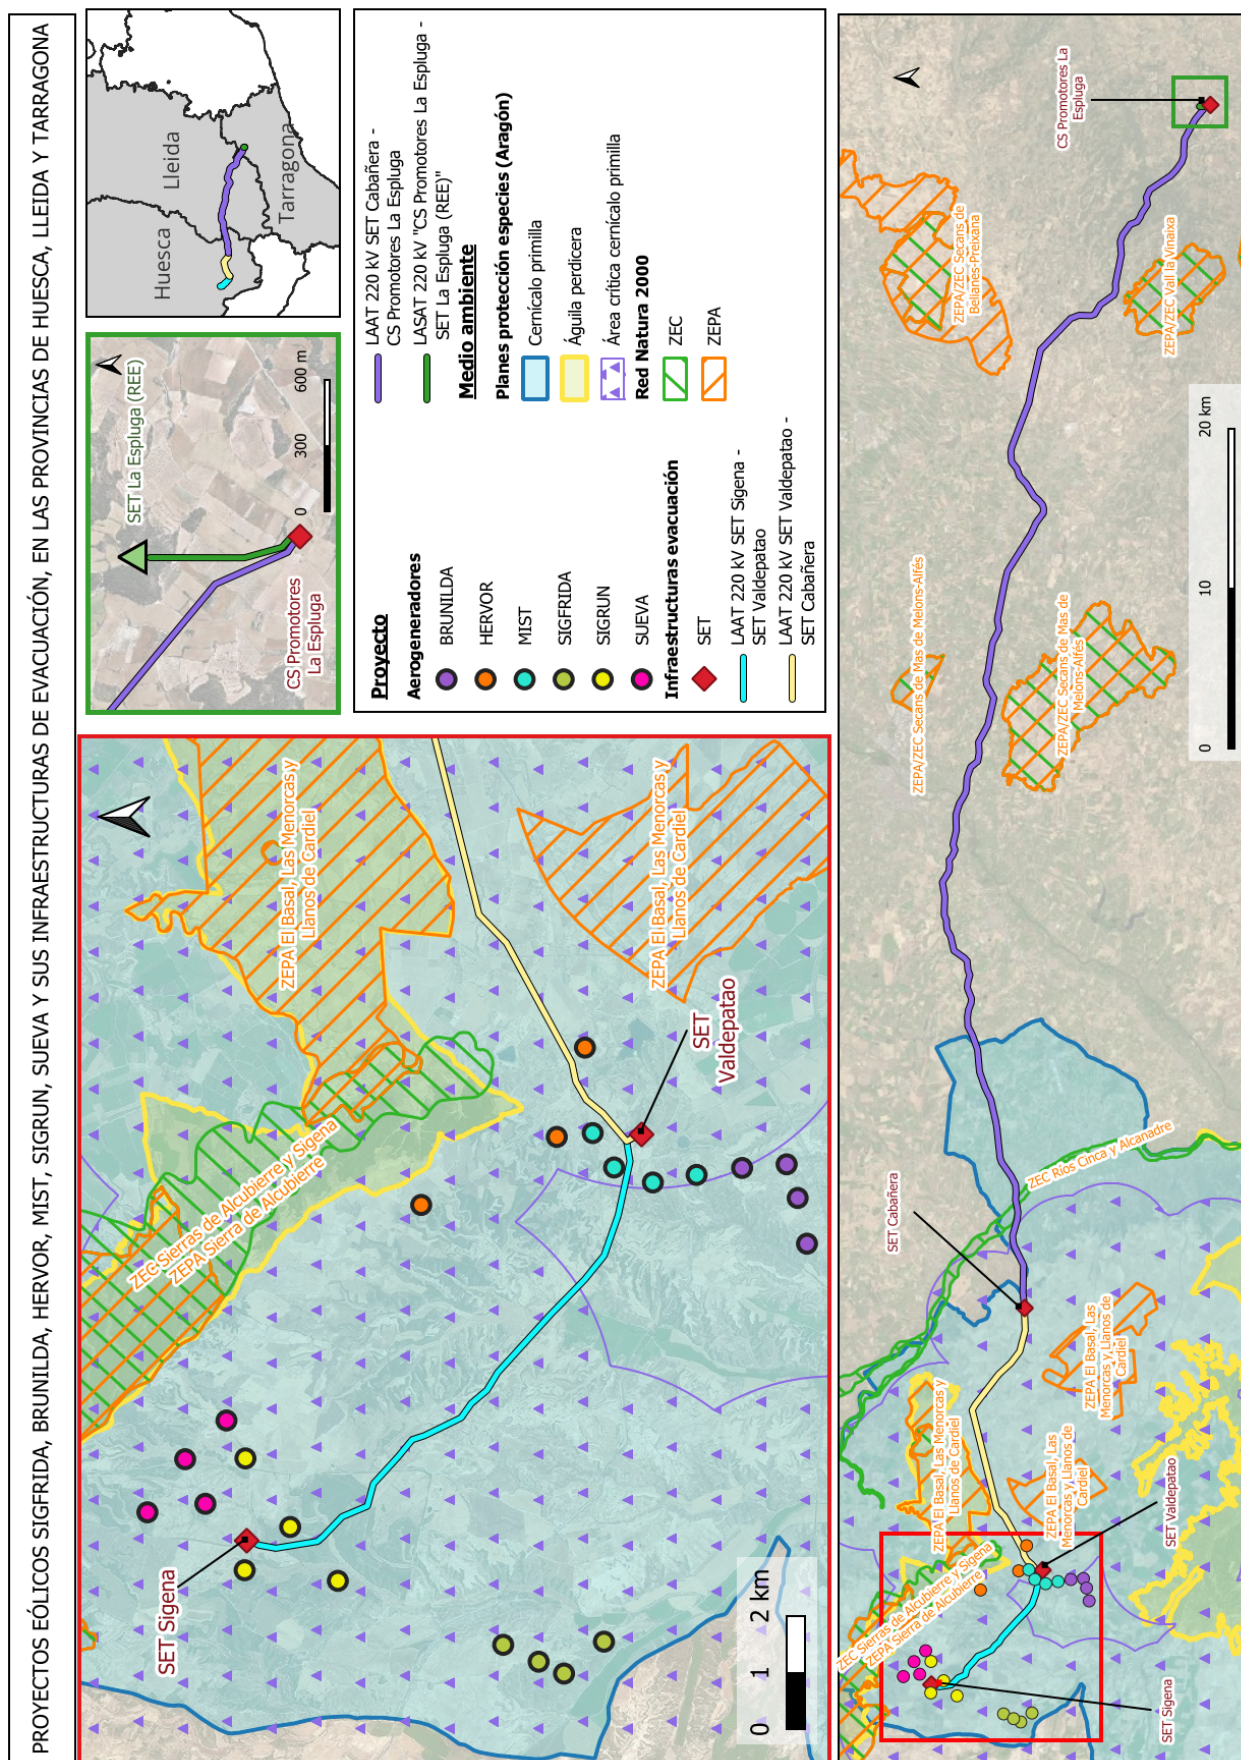 PROYECTOS EÓLICOS SIGFRIDA, BRUNILDA, HERVOR, MIST, SIGRUN, SUEVA Y SUS INFRAESTRUCTURAS DE EVACUACIÓN, EN LAS PROVINCIAS DE HUESCA, LLEIDA Y TARRAGONA
SET Sigena
ZEC Sierras de Alcubierre y Sigena
ZEPA Sierra de Alcubierre
ZEPA El Basal, Las Menorcas y
Llanos de Cardiel
ZEPA El Basal, Las Menorcas y
Llanos de Cardiel
SET
Valdepatao
0 1 2 km
SET La Espluga (REE)
CS Promotores
La Espluga
0 300 600 m
Huesca
Lleida
Tarragona
Proyecto
Aerogeneradores
BRUNILDA
HERVOR
MIST
SIGFRIDA
SIGRUN
SUEVA
Infraestructuras evacuación
SET
LAAT 220 kV SET Sigena -
SET Valdepatao
LAAT 220 kV SET Valdepatao -
SET Cabañera
LAAT 220 kV SET Cabañera -
CS Promotores La Espluga
LASAT 220 kV "CS Promotores La Espluga -
SET La Espluga (REE)"
Medio ambiente
Planes protección especies (Aragón)
Cernícalo primilla
Águila perdicera
Área crítica cernícalo primilla
Red Natura 2000
ZEC
ZEPA
ZEC Sierras de Alcubierre y Sigena
ZEPA Sierra de Alcubierre
SET Sigena
SET Valdepatao
ZEPA El Basal, Las Menorcas y
Llanos de Cardiel
ZEPA El Basal, Las
Menorcas y Llanos de
Cardiel
ZEPA El Basal, Las
Menorcas y Llanos de
Cardiel
SET Cabañera
ZEC Ríos Cinca y Alcanadre
ZEPA/ZEC Secans de Mas de Melons-Alfés
ZEPA/ZEC Secans de Mas de
Melons-Alfés
ZEPA/ZEC Secans de
Belianes-Preixana
ZEPA/ZEC Vall la Vinaixa
CS Promotores La
Espluga
0 10 20 km